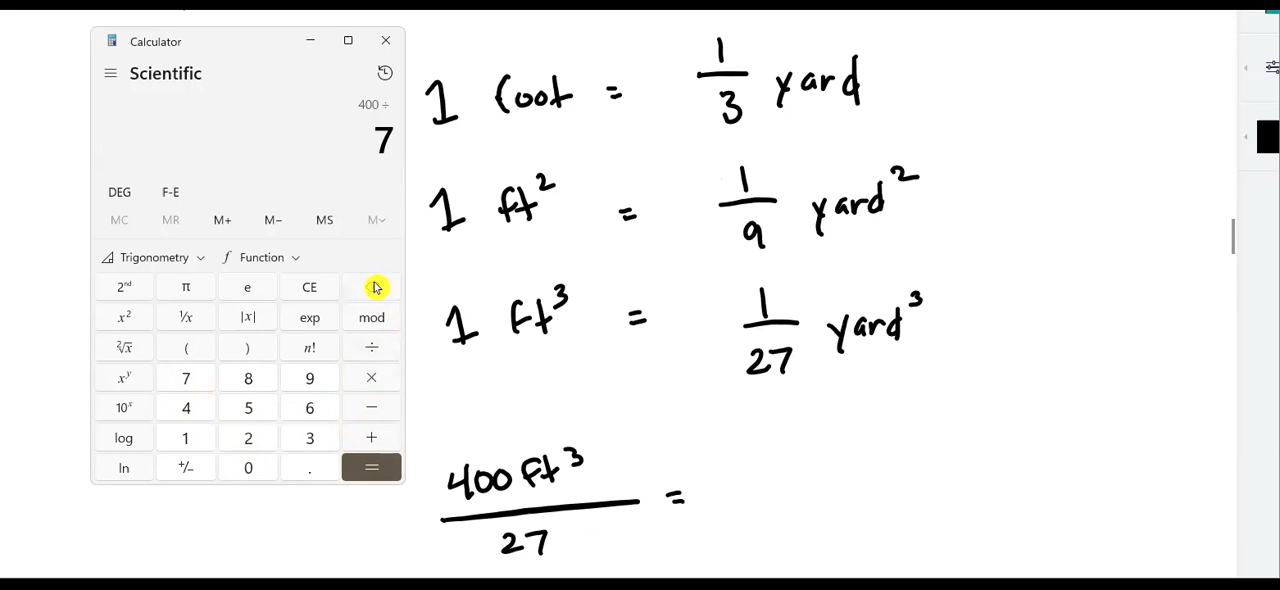 Calculator
Scientific
400 ÷
7
DEG F-E
MC MR M+ M− MS M
Trigonometry f Function
2nd π e CE
x² ¹/x |x| exp mod
²√x ( ) n! ÷
xʸ 7 8 9 ×
10ˣ 4 5 6 −
log 1 2 3 +
ln +/− 0 . =
1 foot = 1/3 yard
1 ft² = 1/9 yard²
1 ft³ = 1/27 yard³
400 ft³/27 =